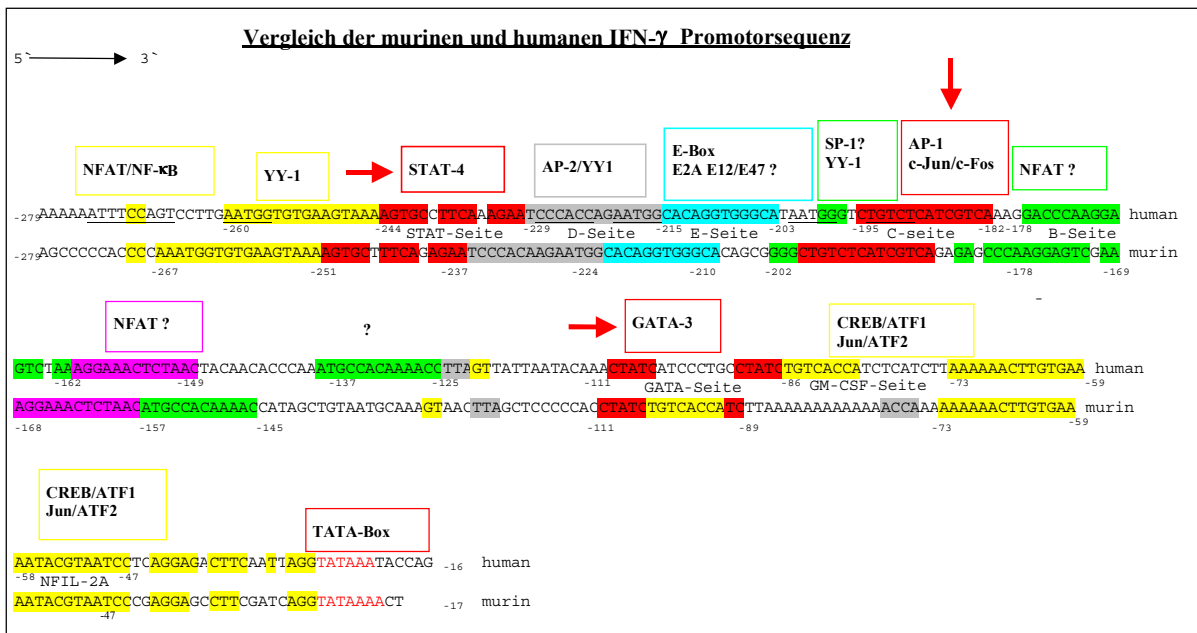 Vergleich der murinen und humanen IFN-γ Promotorsequenz
5` 3`
NFAT/NF-κB
YY-1
STAT-4
AP-2/YY1
E-Box
E2A E12/E47 ?
SP-1?
YY-1
AP-1
c-Jun/c-Fos
NFAT ?
-279 AAAAAATTTCCAGTCCTTGAATGGTGTGAAGTAAAAGTGCCTTCAAAGAATCCCACCAGAATGGCACAGGTGGGCATAATGGGTCTGTCTCATCGTCAAAGGACCCAAGGA human
-260 -244 STAT-Seite -229 D-Seite -215 E-Seite -203 -195 C-seite -182 -178 B-Seite
-279 AGCCCCCACCCCAAATGGTGTGAAGTAAAAGTGCTTTCAGAGAATCCCACAAGAATGGCACAGGTGGGCACAGCGGGGCTGTCTCATCGTCAGAGAGCCCAAGGAGTCGAA murin
-267 -251 -237 -224 -210 -202 -178 -169
NFAT ?
?
GATA-3
CREB/ATF1
Jun/ATF2
GTCTAAAGGAAACTCTAACTACAACACCCAAATGCCACAAAACCTTAGTTATTAATACAAACTATCATCCCTGCCTATCTGTCACCATCTCATCTTAAAAAACTTGTGAA human
-162 -149 -137 -125 -111 GATA-Seite -86 GM-CSF-Seite -73 -59
AGGAAACTCTAACATGCCACAAAACCATAGCTGTAATGCAAAGTAACTTAGCTCCCCCACCTATCTGTCACCATCTTAAAAAAAAAAAAACCAAAAAAAAACTTGTGAA murin
-168 -157 -145 -111 -89 -73 -59
CREB/ATF1
Jun/ATF2
TATA-Box
AATACGTAATCCTCAGGAGACTTCAATTAGGTATAAATACCAG -16 human
-58 NFIL-2A -47
AATACGTAATCCCGAGGAGCCTTCGATCAGGTATAAAACT -17 murin
-47